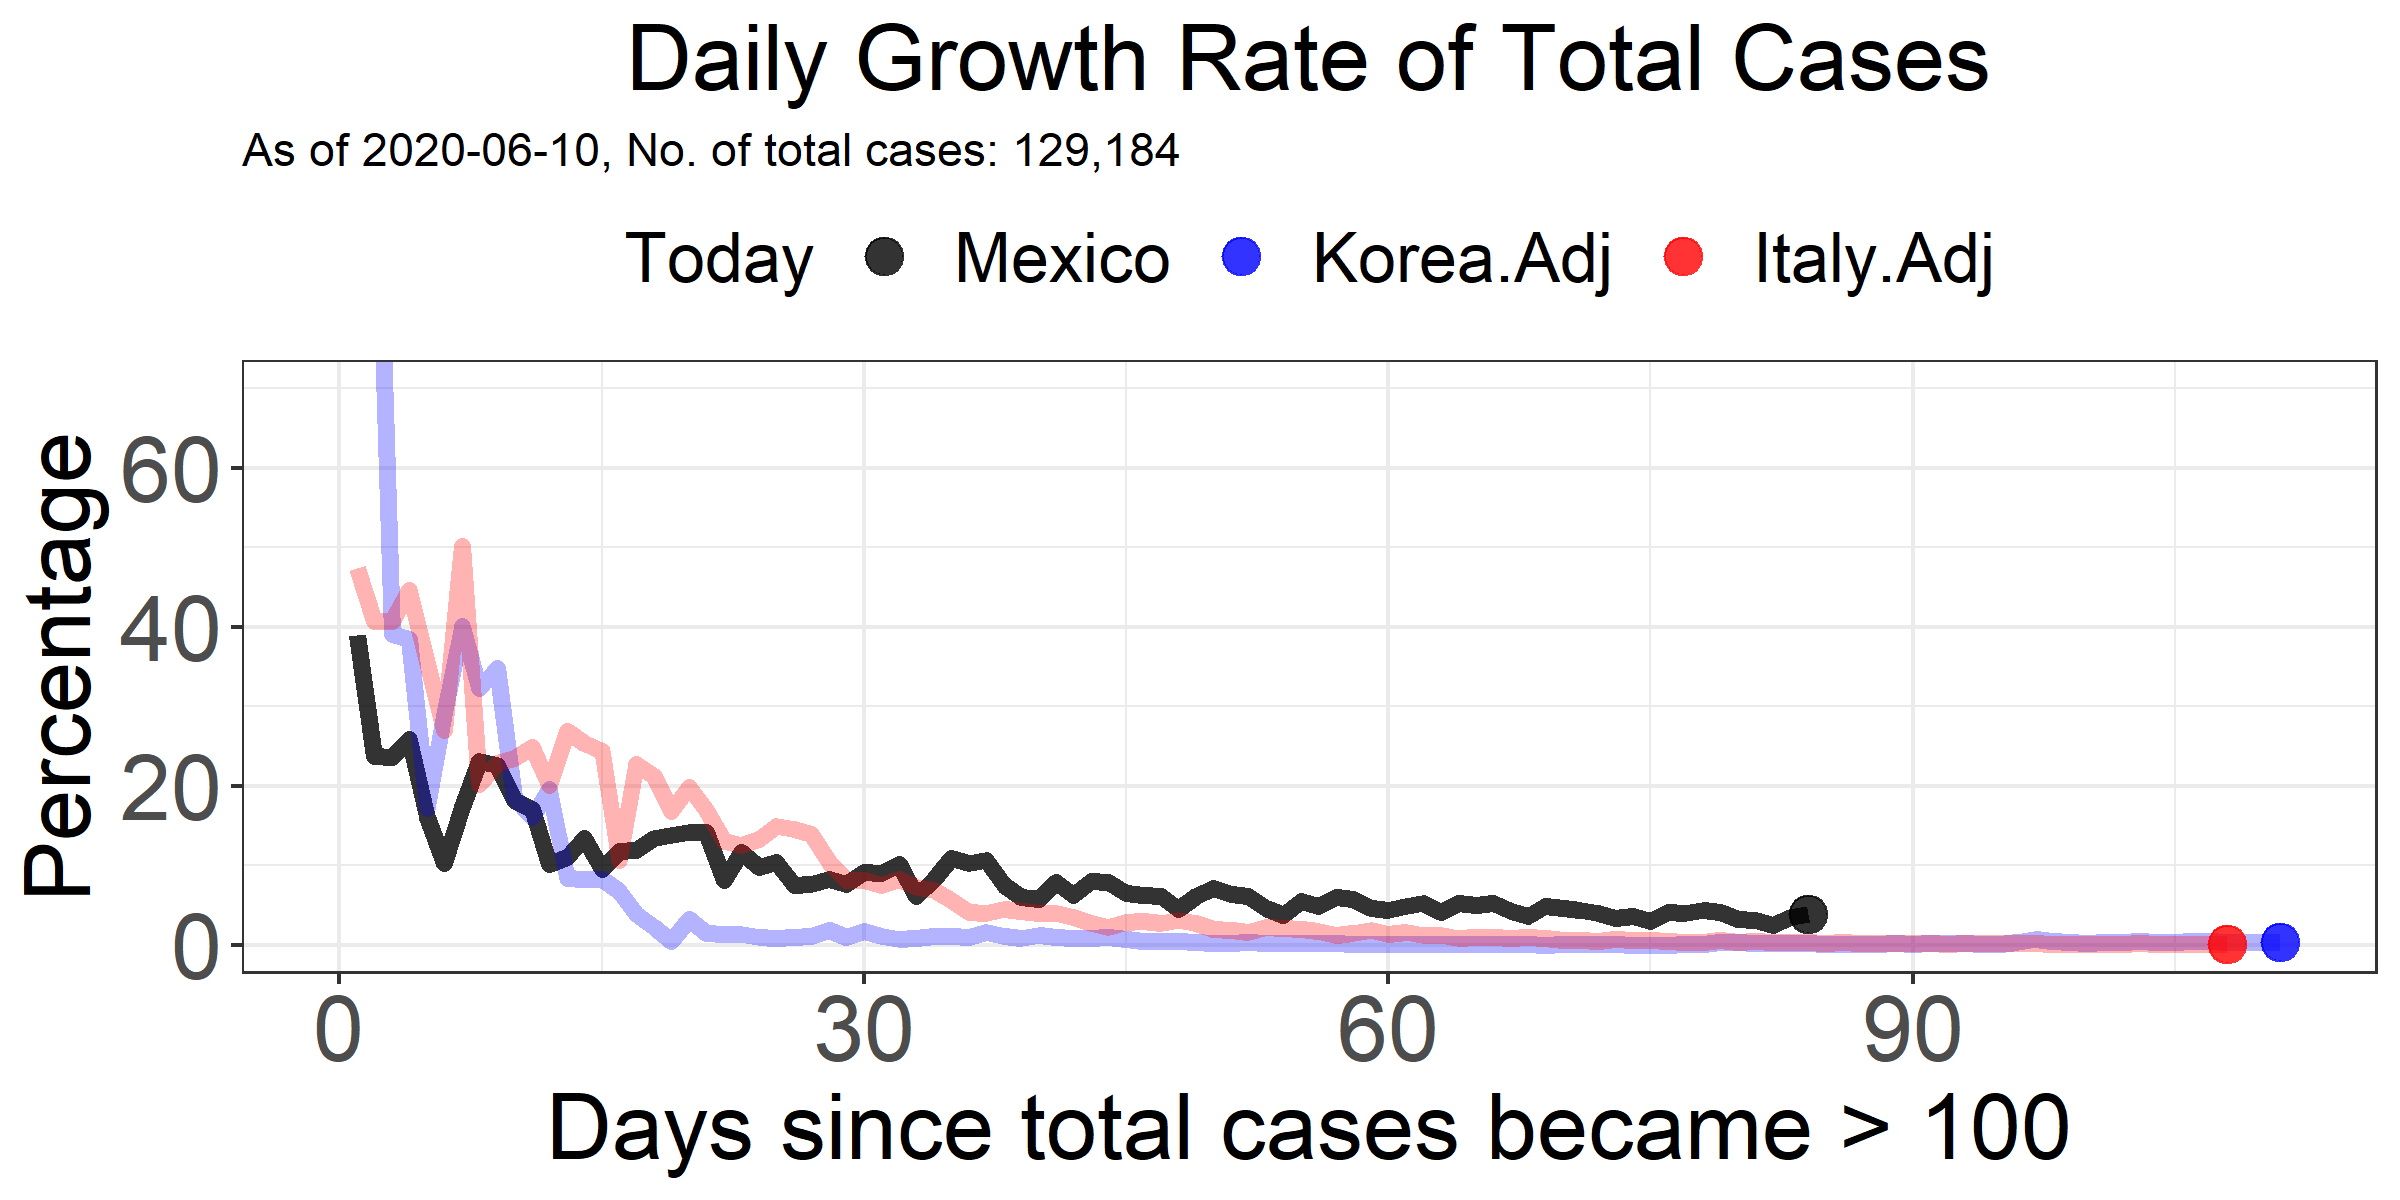 Daily Growth Rate of Total Cases
As of 2020-06-10, No. of total cases: 129,184
Today Mexico Korea.Adj Italy.Adj
Percentage
60
40
20
0
0 30 60 90
Days since total cases became > 100